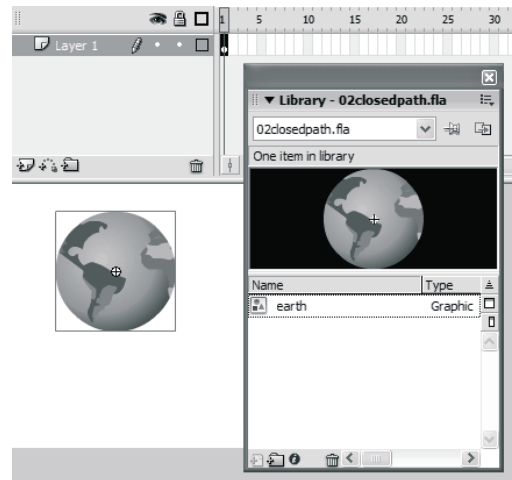 1 5 10 15 20 25 30
Layer 1
Library - 02closedpath.fla
02closedpath.fla
One item in library
Name Type
earth Graphic